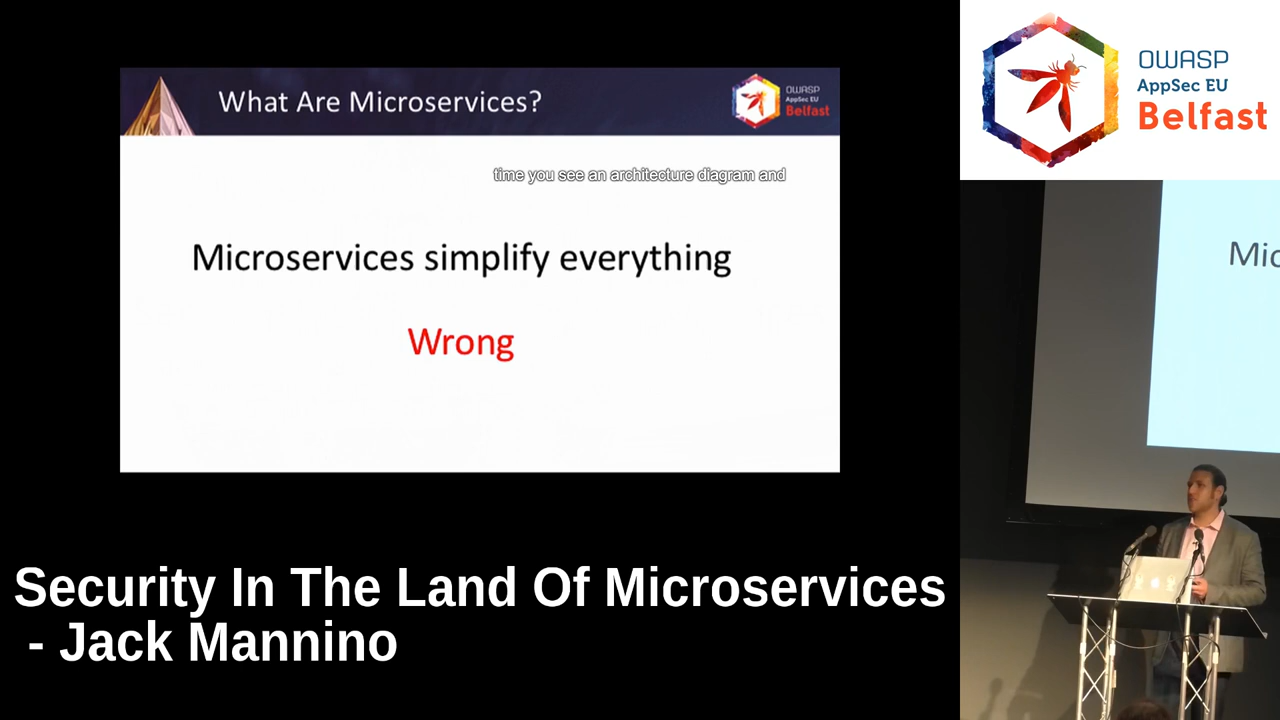 What Are Microservices?
OWASP
AppSec EU
Belfast
time you see an architecture diagram and
Microservices simplify everything
Wrong
Security In The Land Of Microservices
- Jack Mannino
OWASP
AppSec EU
Belfast
Mic